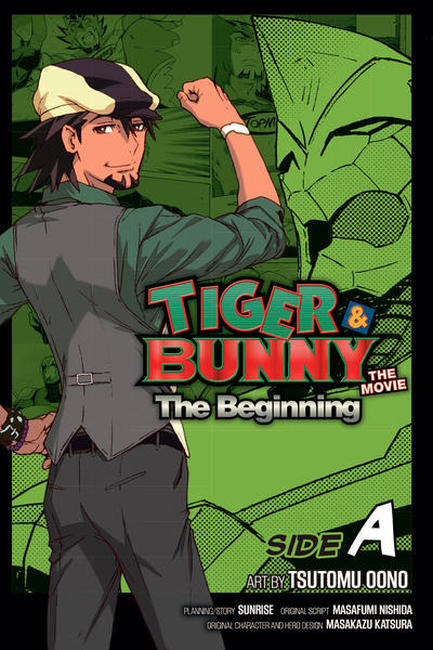 TIGER &
BUNNY
THE
MOVIE
The Beginning
SIDE A
ART BY TSUTOMU OONO
PLANNING/STORY SUNRISE ORIGINAL SCRIPT MASAFUMI NISHIDA
ORIGINAL CHARACTER AND HERO DESIGN MASAKAZU KATSURA